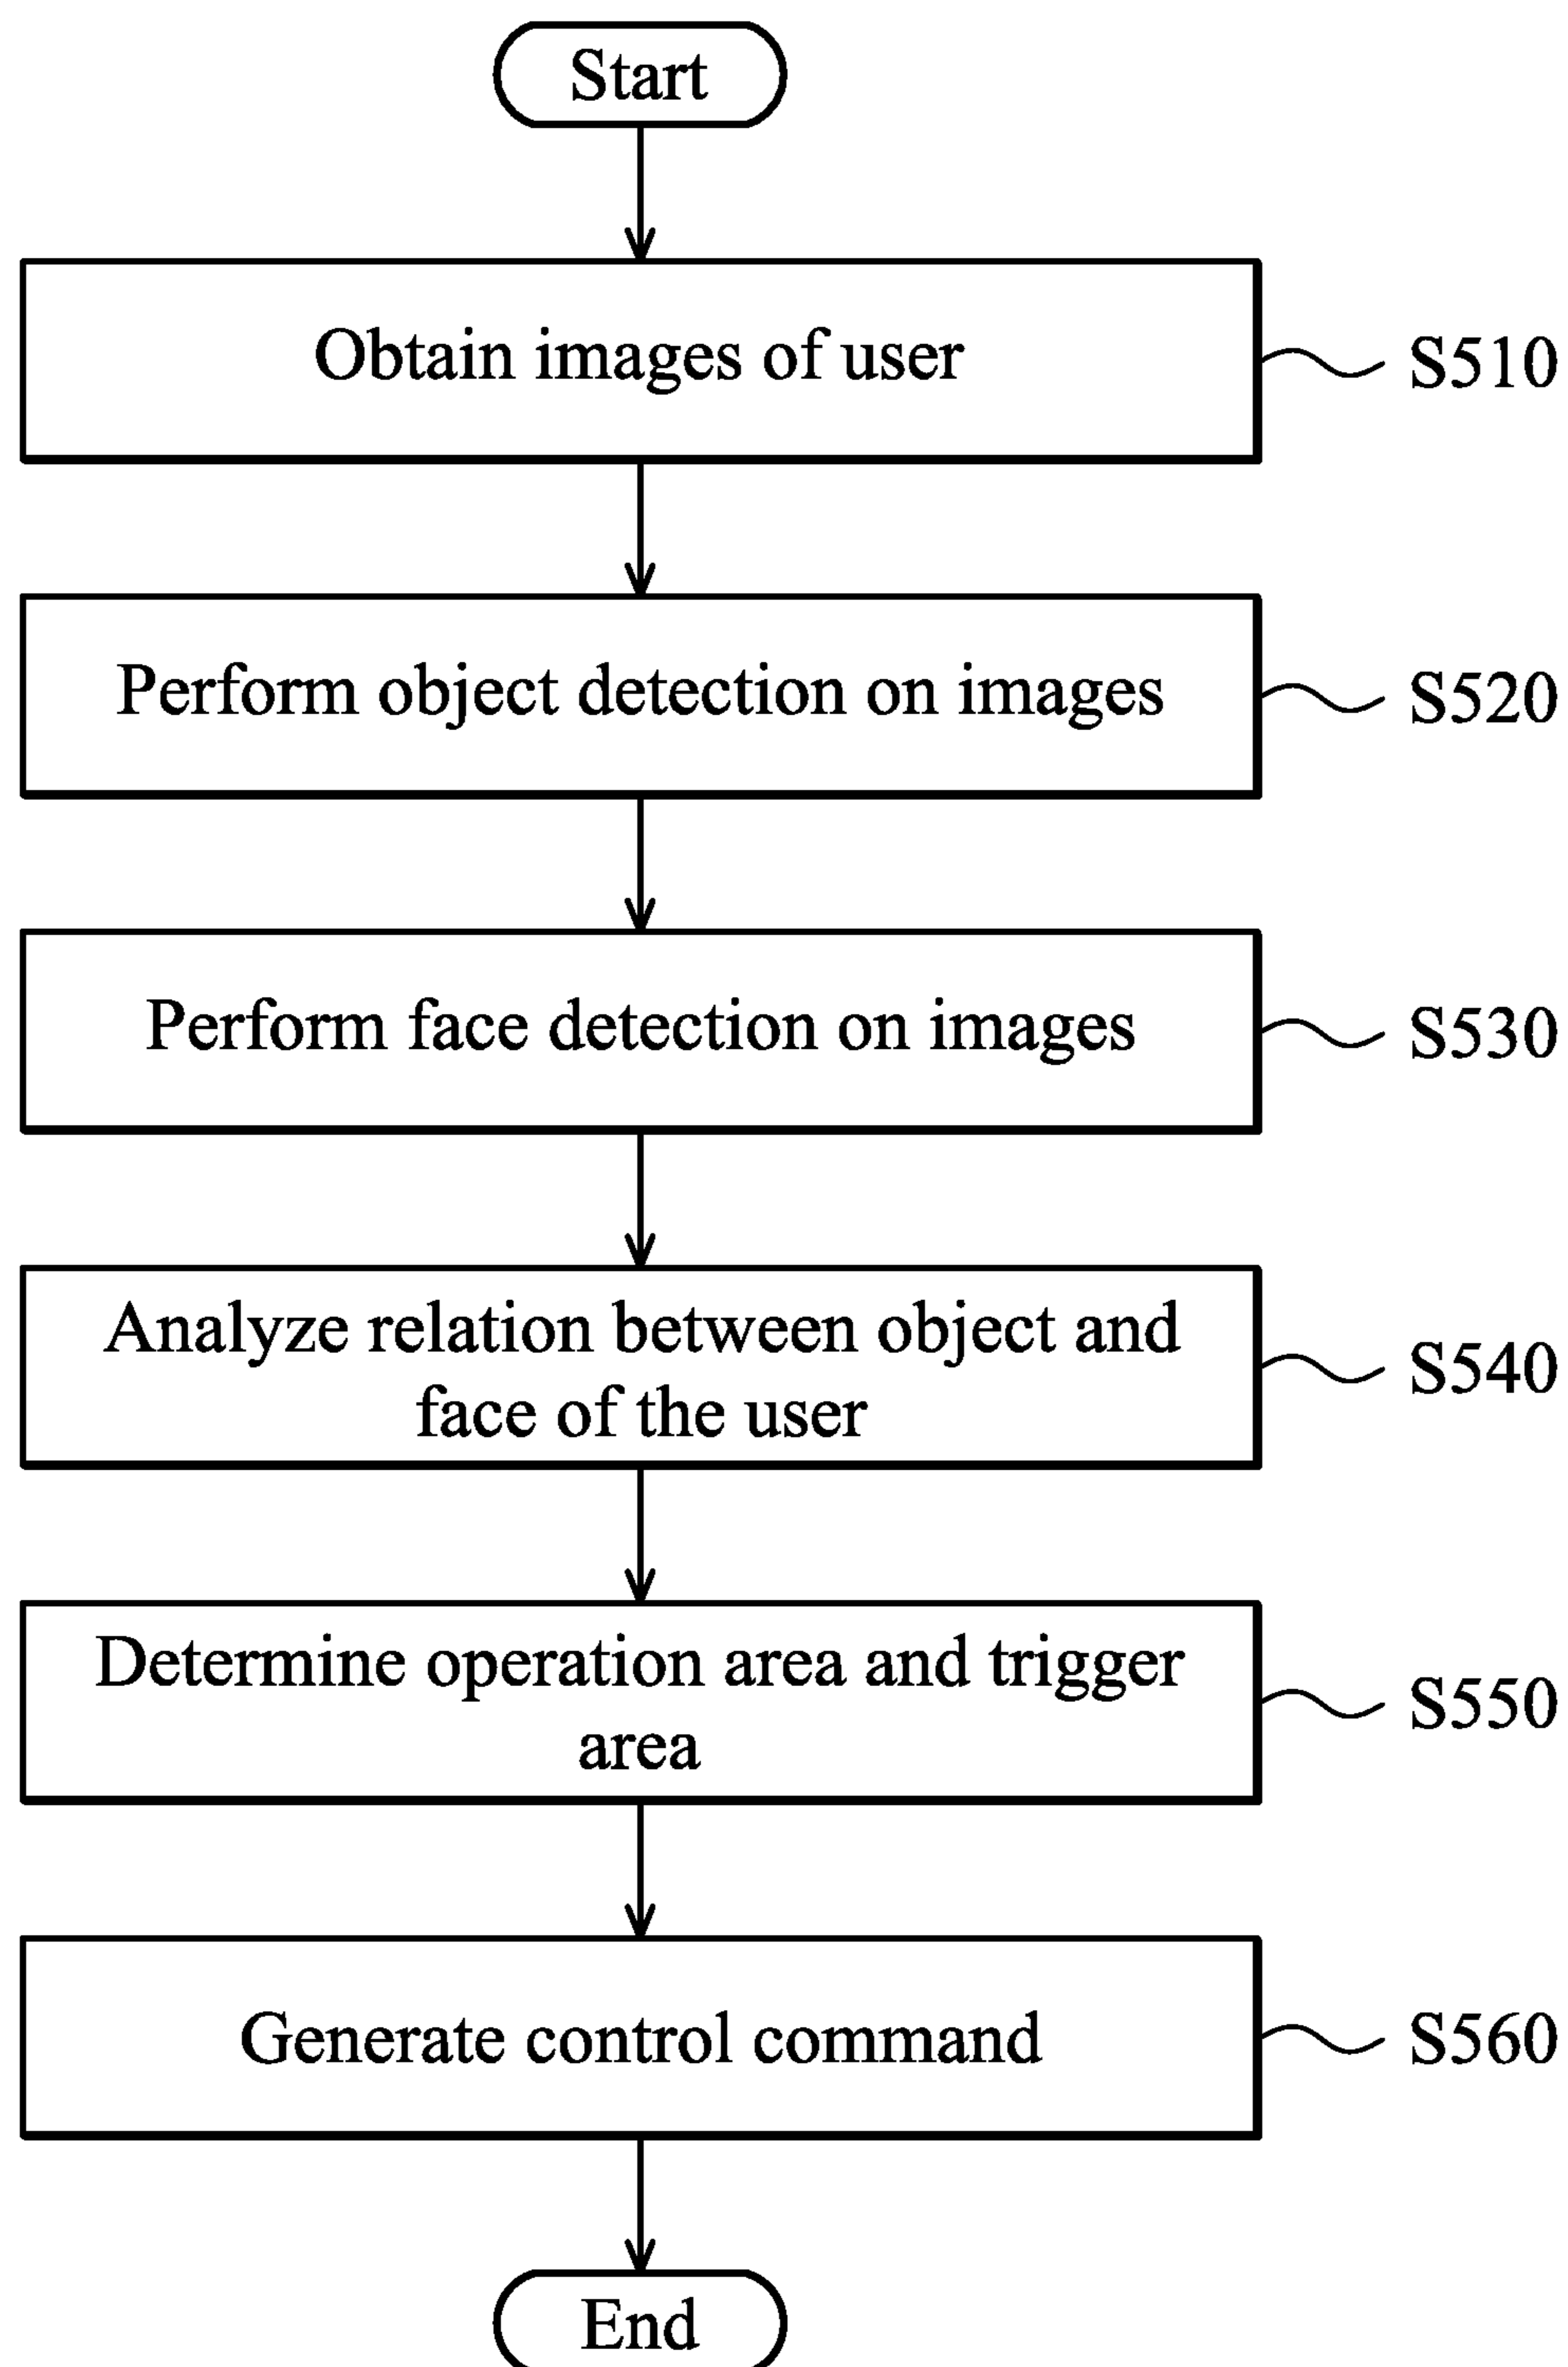 Start
Obtain images of user
S510
Perform object detection on images
S520
Perform face detection on images
S530
Analyze relation between object and
face of the user
S540
Determine operation area and trigger
area
S550
Generate control command
S560
End